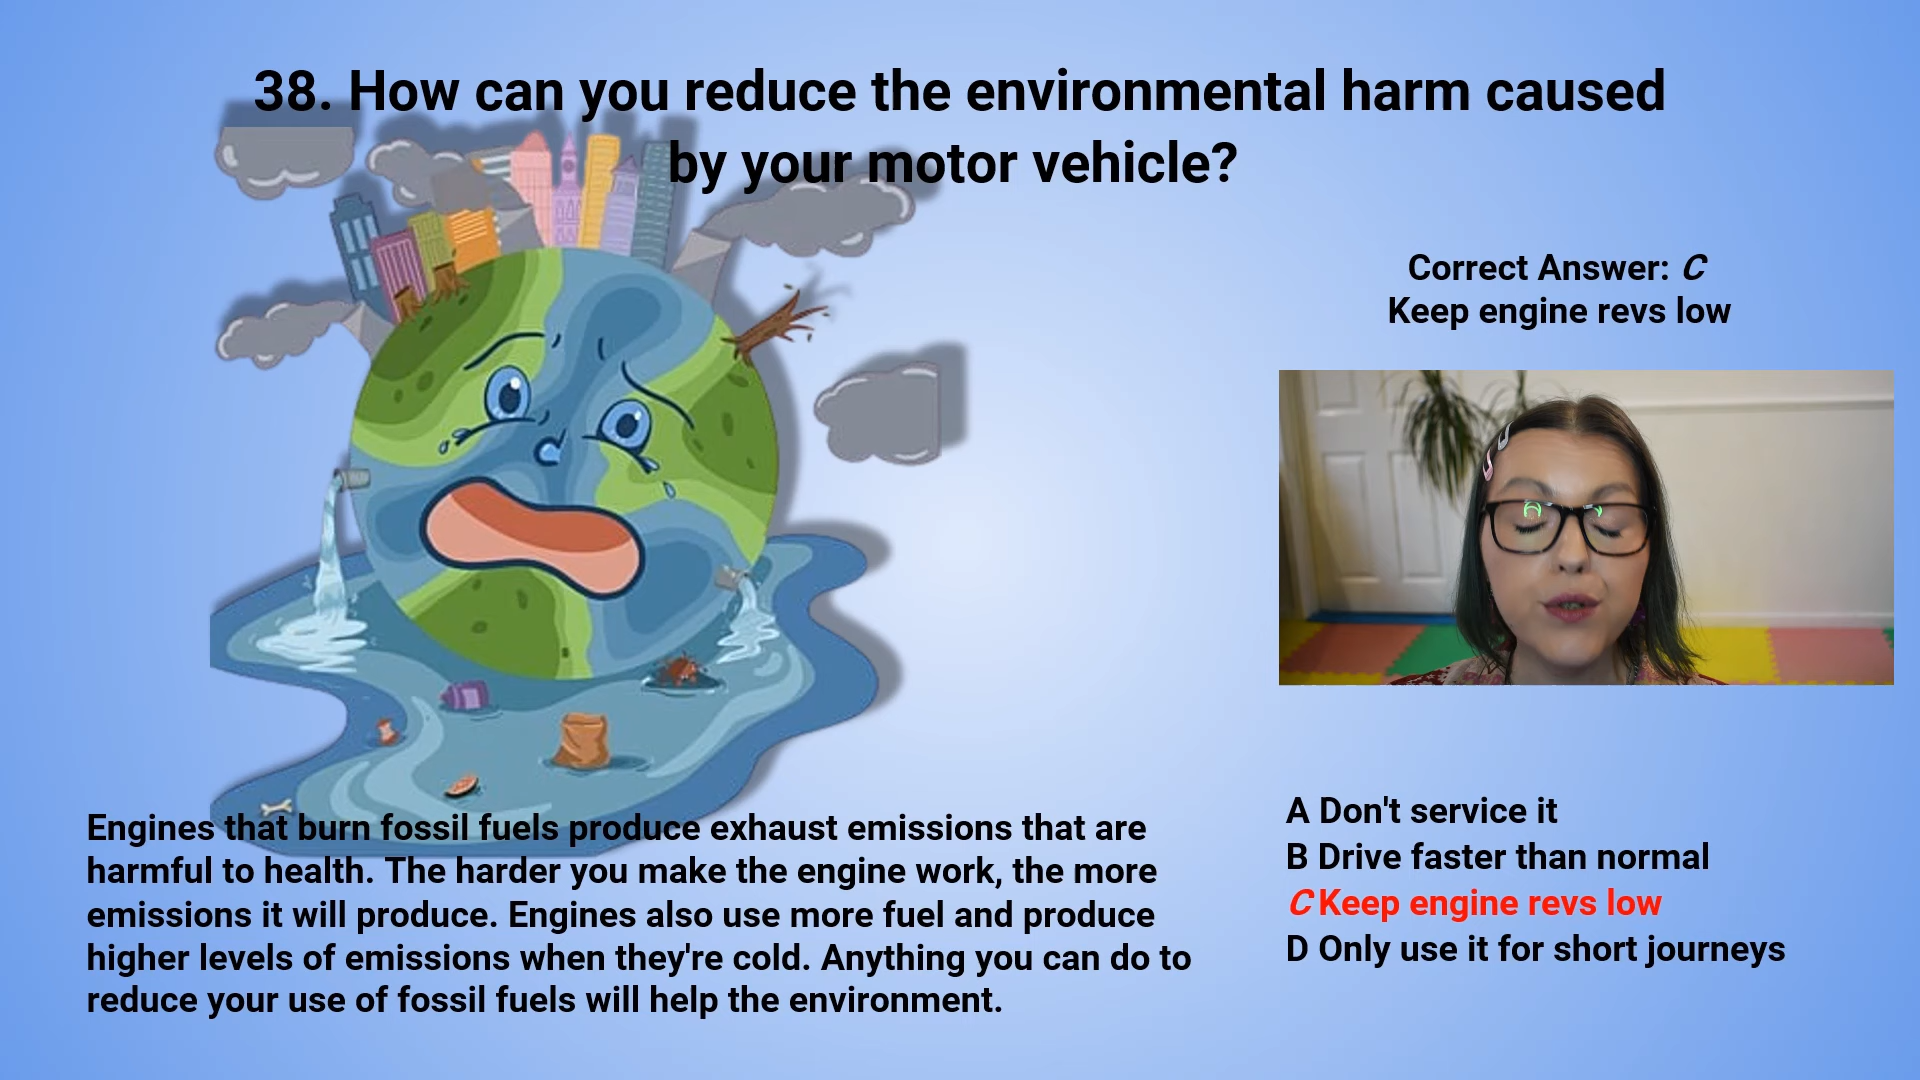 38. How can you reduce the environmental harm caused
by your motor vehicle?
Correct Answer: C
Keep engine revs low
Engines that burn fossil fuels produce exhaust emissions that are
harmful to health. The harder you make the engine work, the more
emissions it will produce. Engines also use more fuel and produce
higher levels of emissions when they're cold. Anything you can do to
reduce your use of fossil fuels will help the environment.
A Don't service it
B Drive faster than normal
C Keep engine revs low
D Only use it for short journeys